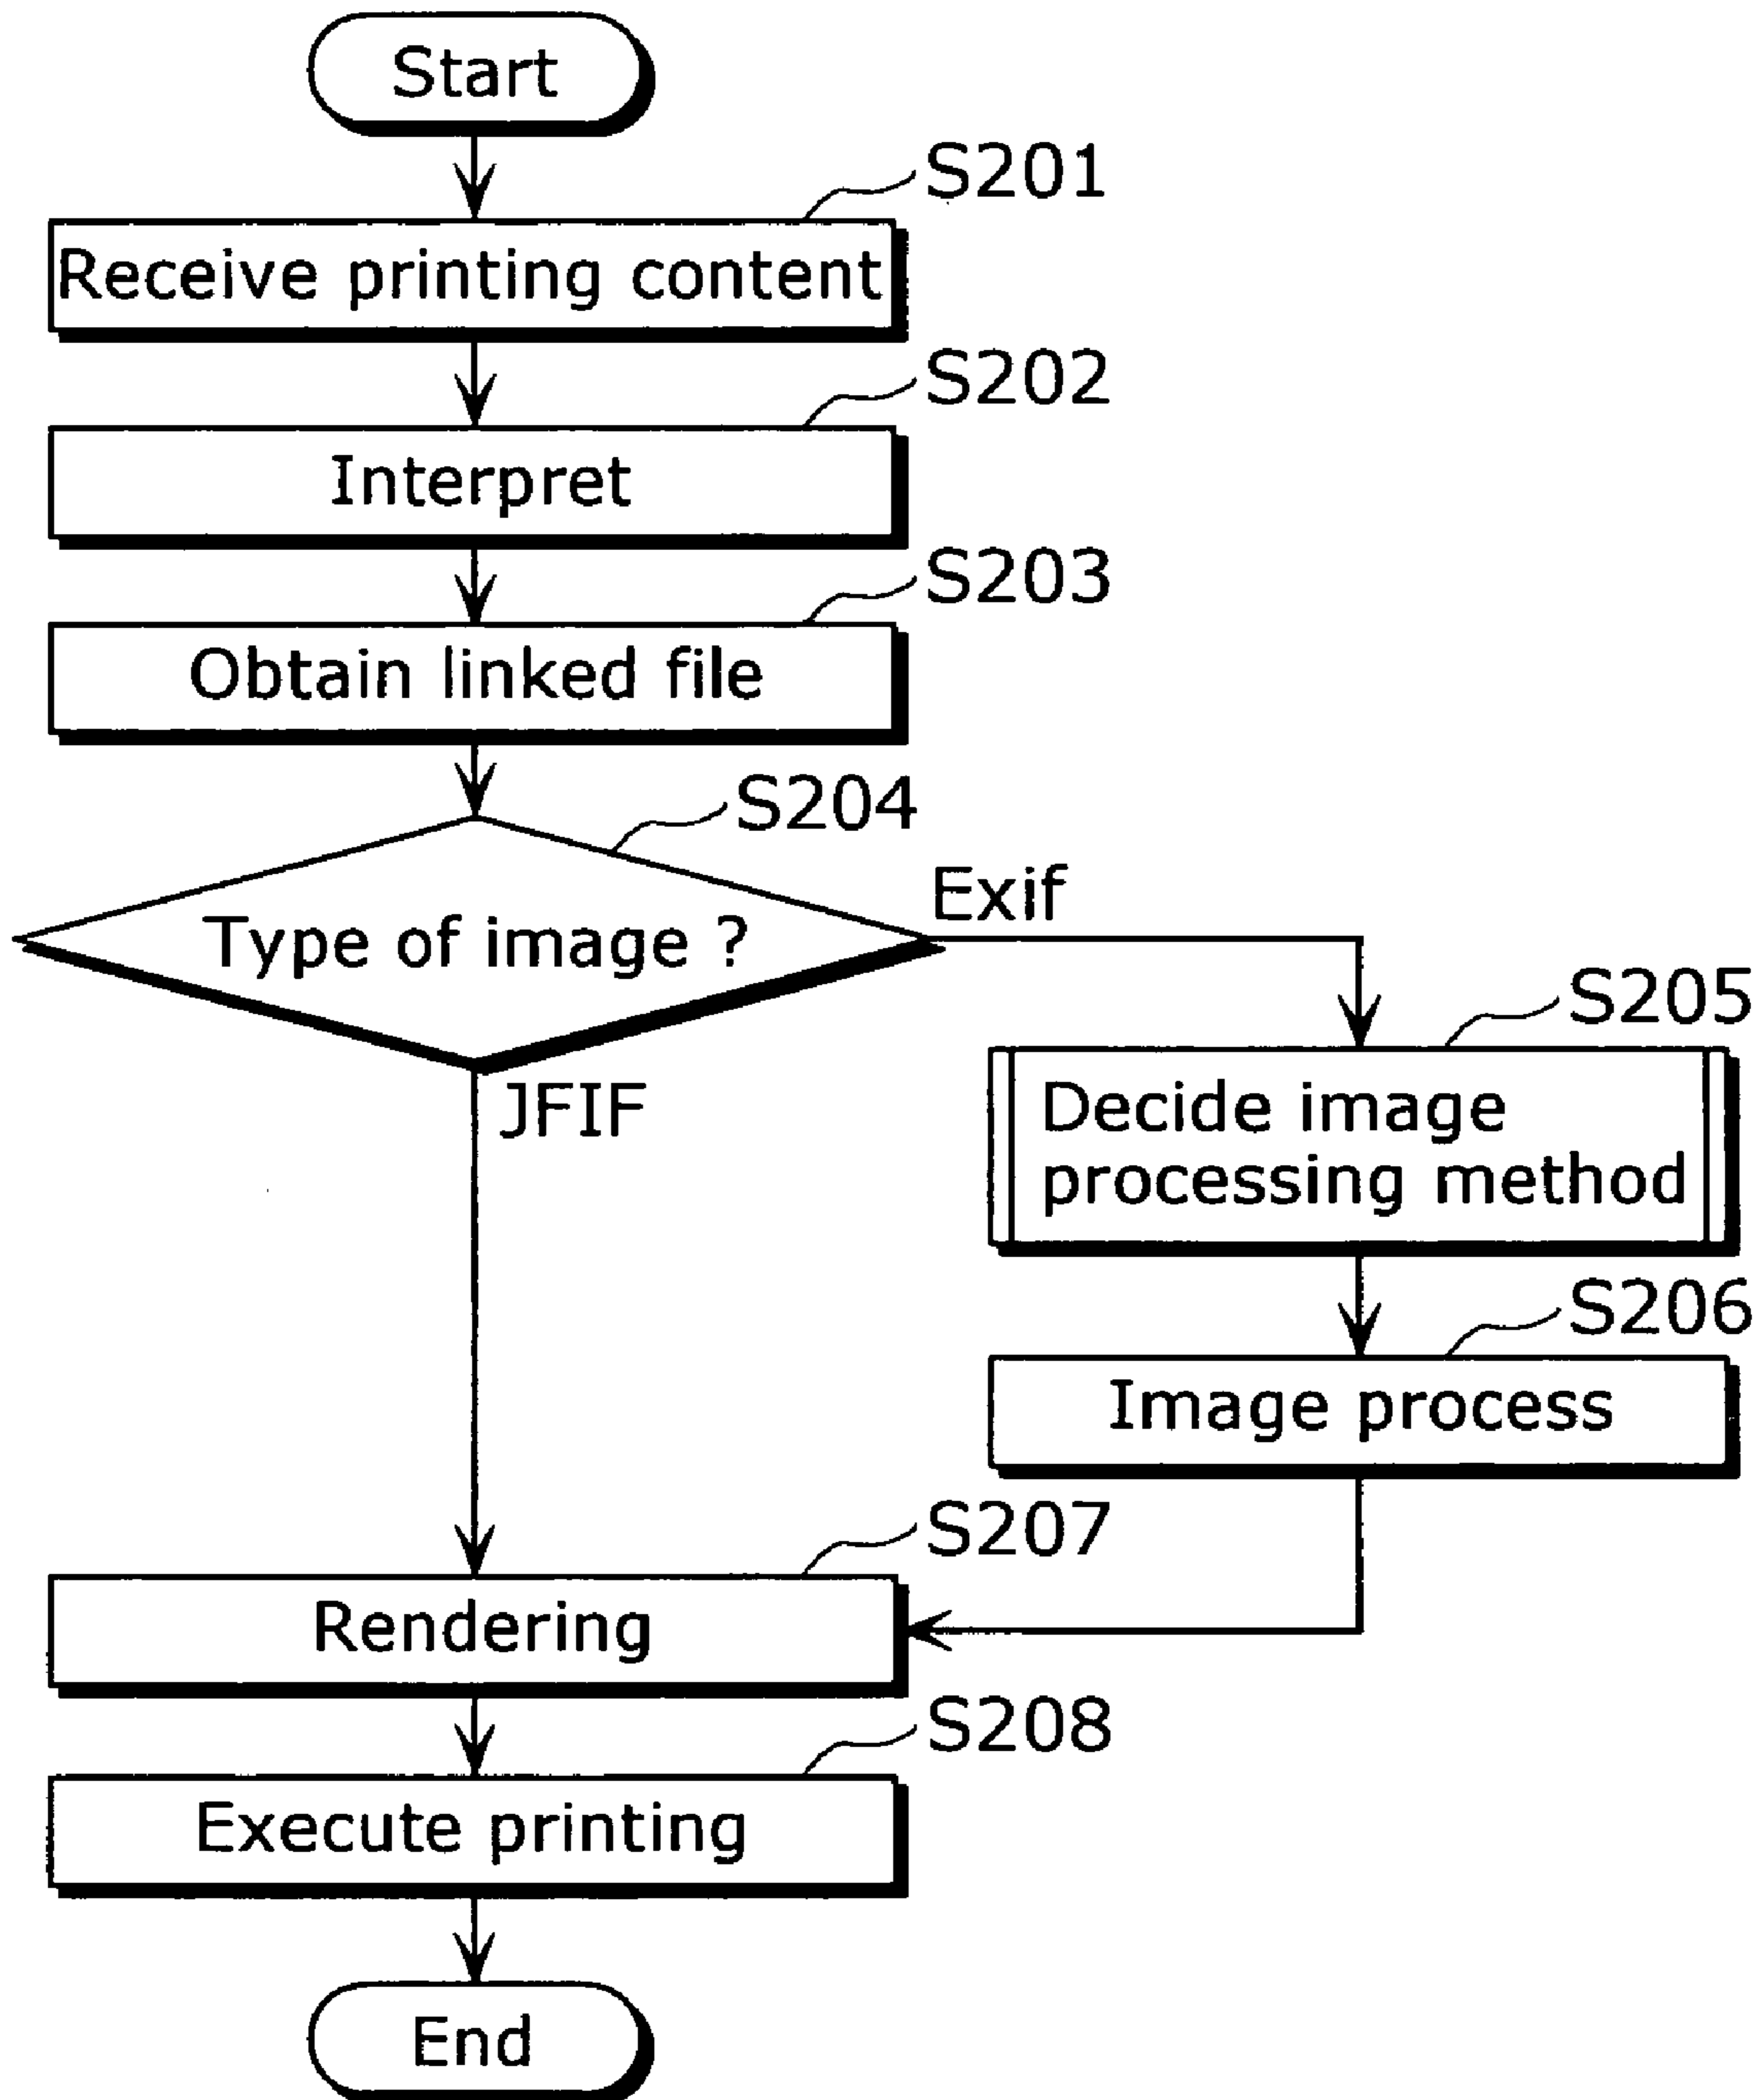 Start
S201
Receive printing content
S202
Interpret
S203
Obtain linked file
S204
Type of image ?
Exif
JFIF
S205
Decide image
processing method
S206
Image process
S207
Rendering
S208
Execute printing
End